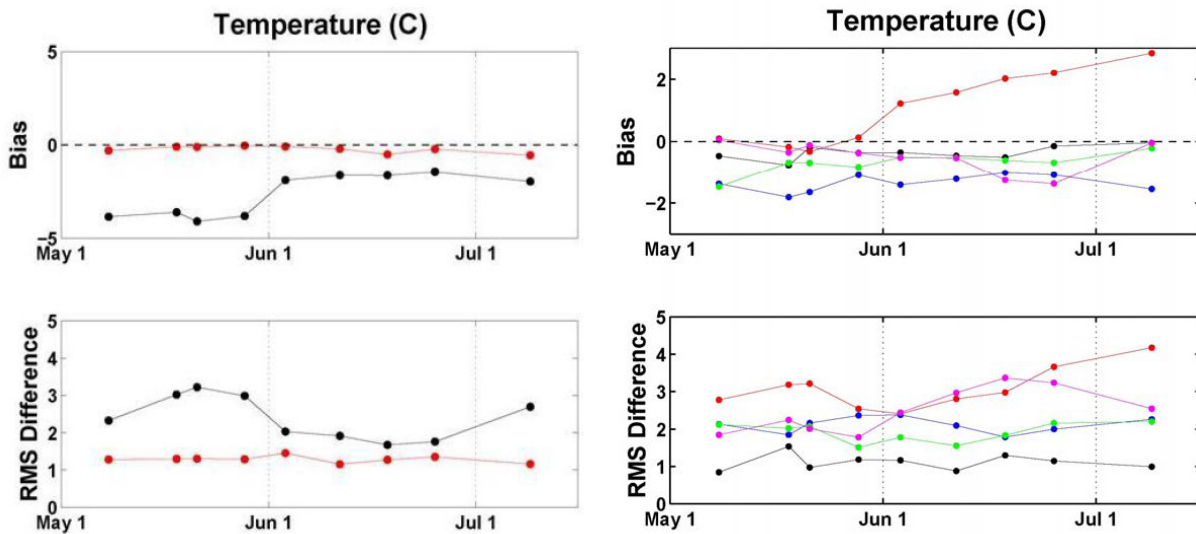 Temperature (C)
5
0
−5
Bias
May 1
Jun 1
Jul 1
5
4
3
2
1
0
RMS Difference
May 1
Jun 1
Jul 1
Temperature (C)
2
0
−2
Bias
May 1
Jun 1
Jul 1
5
4
3
2
1
0
RMS Difference
May 1
Jun 1
Jul 1